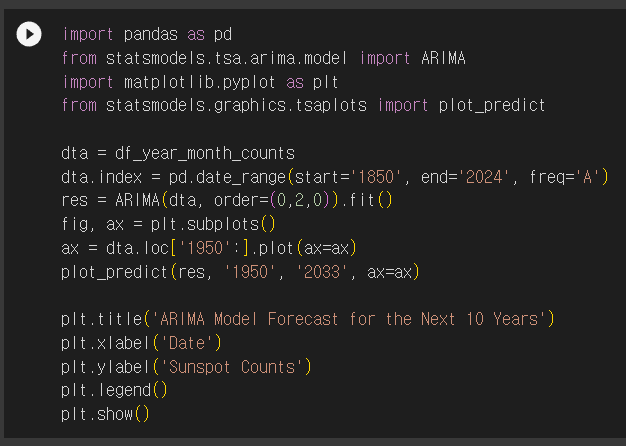 import pandas as pd
from statsmodels.tsa.arima.model import ARIMA
import matplotlib.pyplot as plt
from statsmodels.graphics.tsaplots import plot_predict
dta = df_year_month_counts
dta.index = pd.date_range(start='1850', end='2024', freq='A')
res = ARIMA(dta, order=(0,2,0)).fit()
fig, ax = plt.subplots()
ax = dta.loc['1950':].plot(ax=ax)
plot_predict(res, '1950', '2033', ax=ax)
plt.title('ARIMA Model Forecast for the Next 10 Years')
plt.xlabel('Date')
plt.ylabel('Sunspot Counts')
plt.legend()
plt.show()